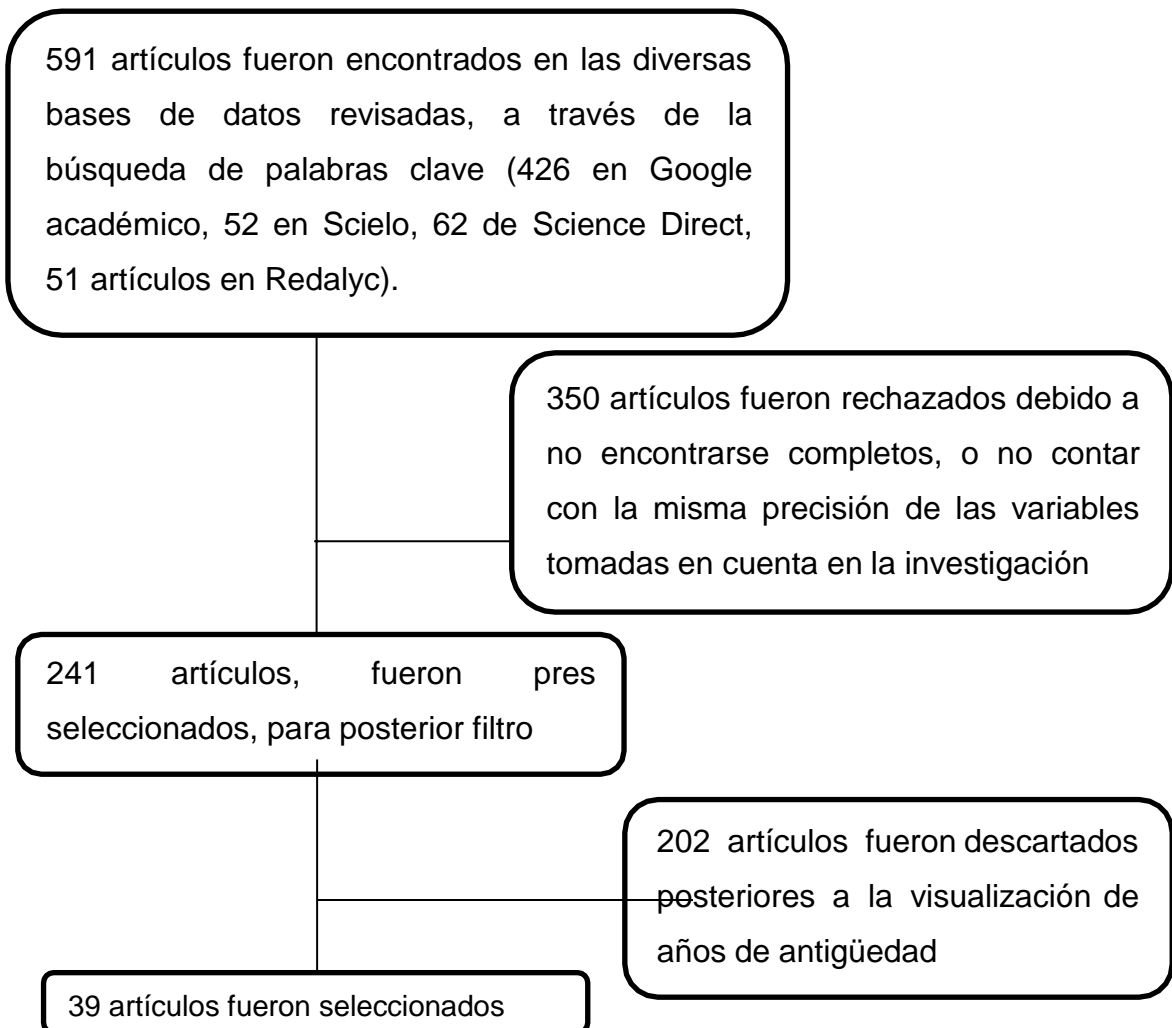 591 artículos fueron encontrados en las diversas
bases de datos revisadas, a través de la
búsqueda de palabras clave (426 en Google
académico, 52 en Scielo, 62 de Science Direct,
51 artículos en Redalyc).
350 artículos fueron rechazados debido a
no encontrarse completos, o no contar
con la misma precisión de las variables
tomadas en cuenta en la investigación
241 artículos, fueron pres
seleccionados, para posterior filtro
202 artículos fueron descartados
posteriores a la visualización de
años de antigüedad
39 artículos fueron seleccionados